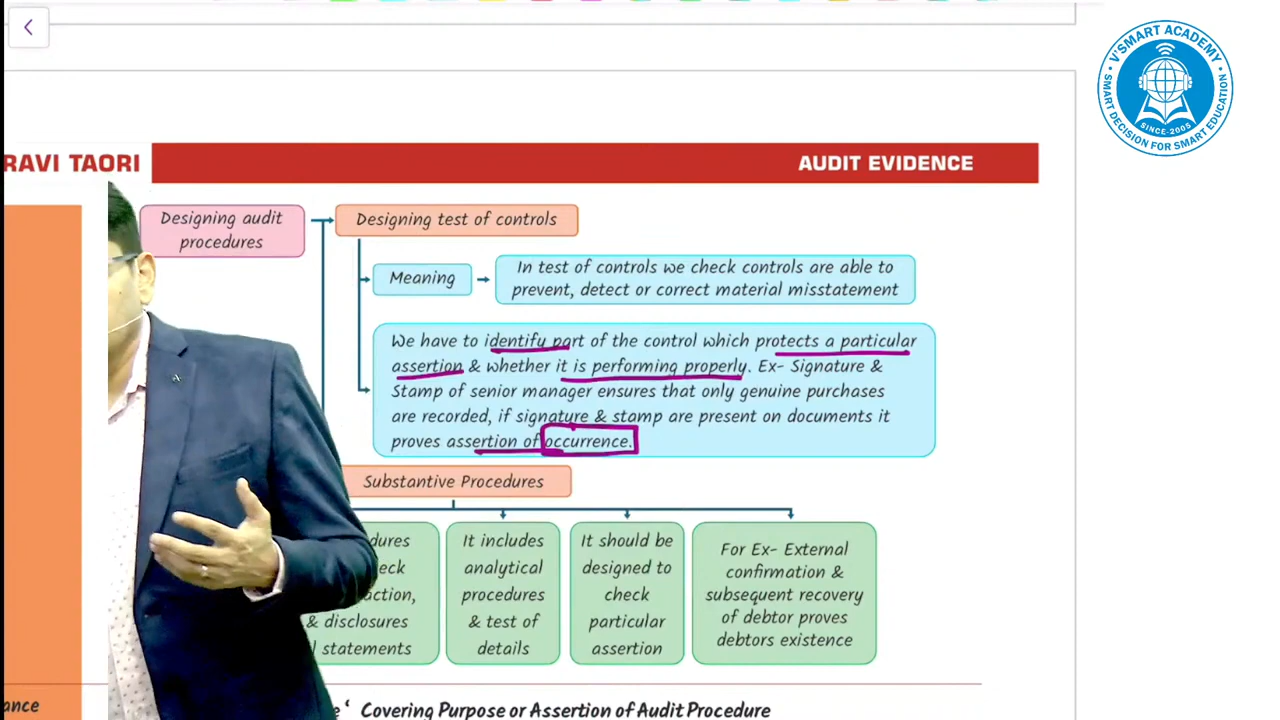 V'SMART ACADEMY
SMART DECISION FOR SMART EDUCATION
SINCE-2005
RAVI TAORI
AUDIT EVIDENCE
Designing audit
procedures
Designing test of controls
Meaning
In test of controls we check controls are able to
prevent, detect or correct material misstatement
We have to identify part of the control which protects a particular
assertion & whether it is performing properly. Ex- Signature &
Stamp of senior manager ensures that only genuine purchases
are recorded, if signature & stamp are present on documents it
proves assertion of occurrence.
Substantive Procedures
& disclosures
statements
It includes
analytical
procedures
& test of
details
It should be
designed to
check
particular
assertion
For Ex- External
confirmation &
subsequent recovery
of debtor proves
debtors existence
Covering Purpose or Assertion of Audit Procedure